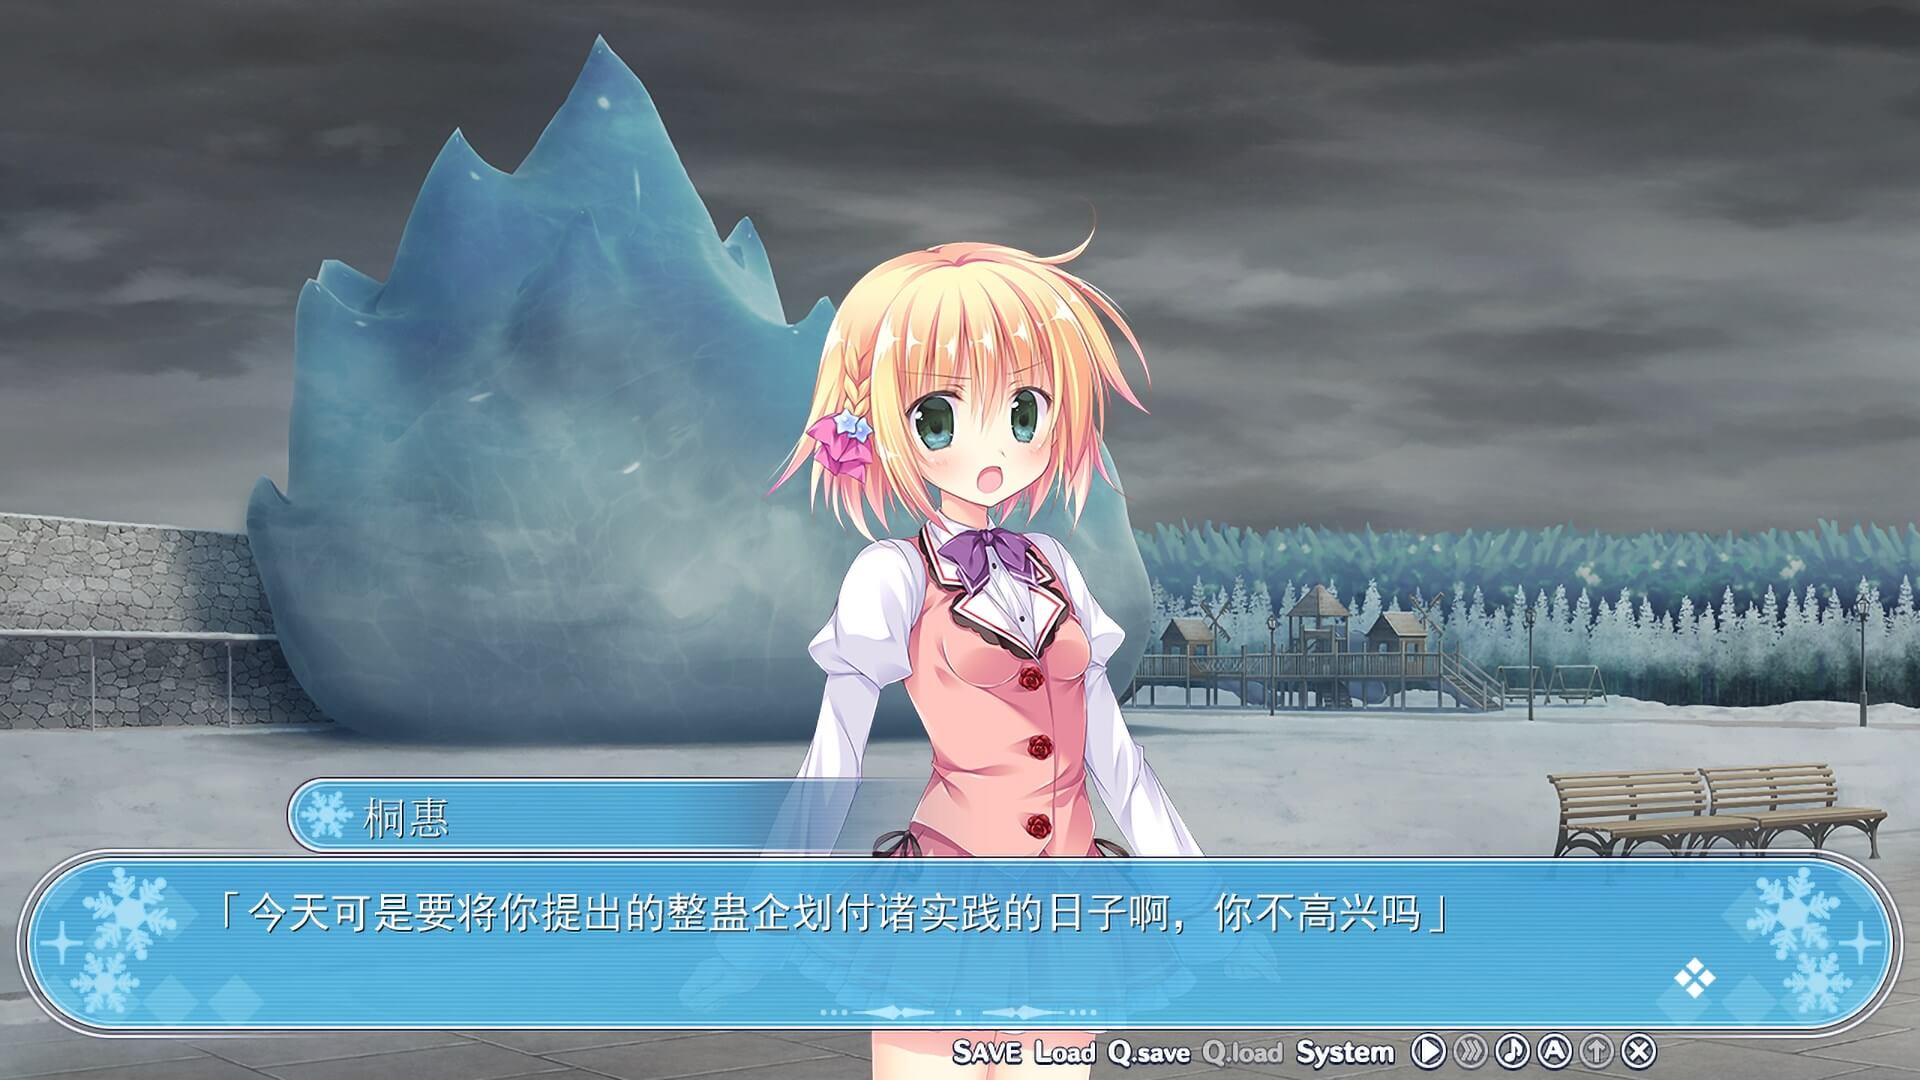 桐惠
「今天可是要将你提出的整蛊企划付诸实践的日子啊，你不高兴吗」
SAVE Load Q.save Q.load System